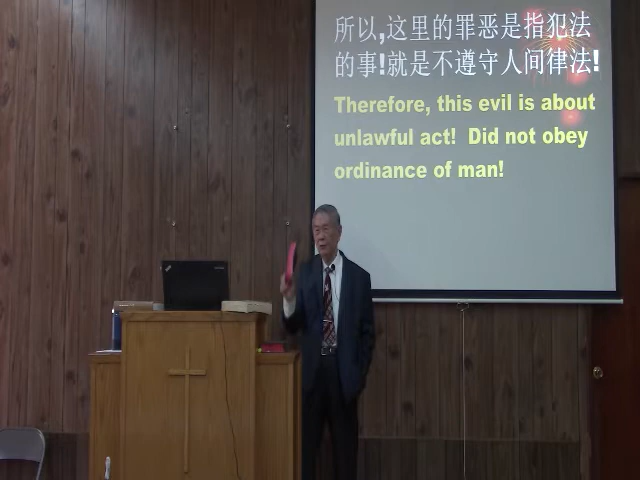 所以,这里的罪恶是指犯法
的事!就是不遵守人间律法!
Therefore, this evil is about
unlawful act!  Did not obey
ordinance of man!